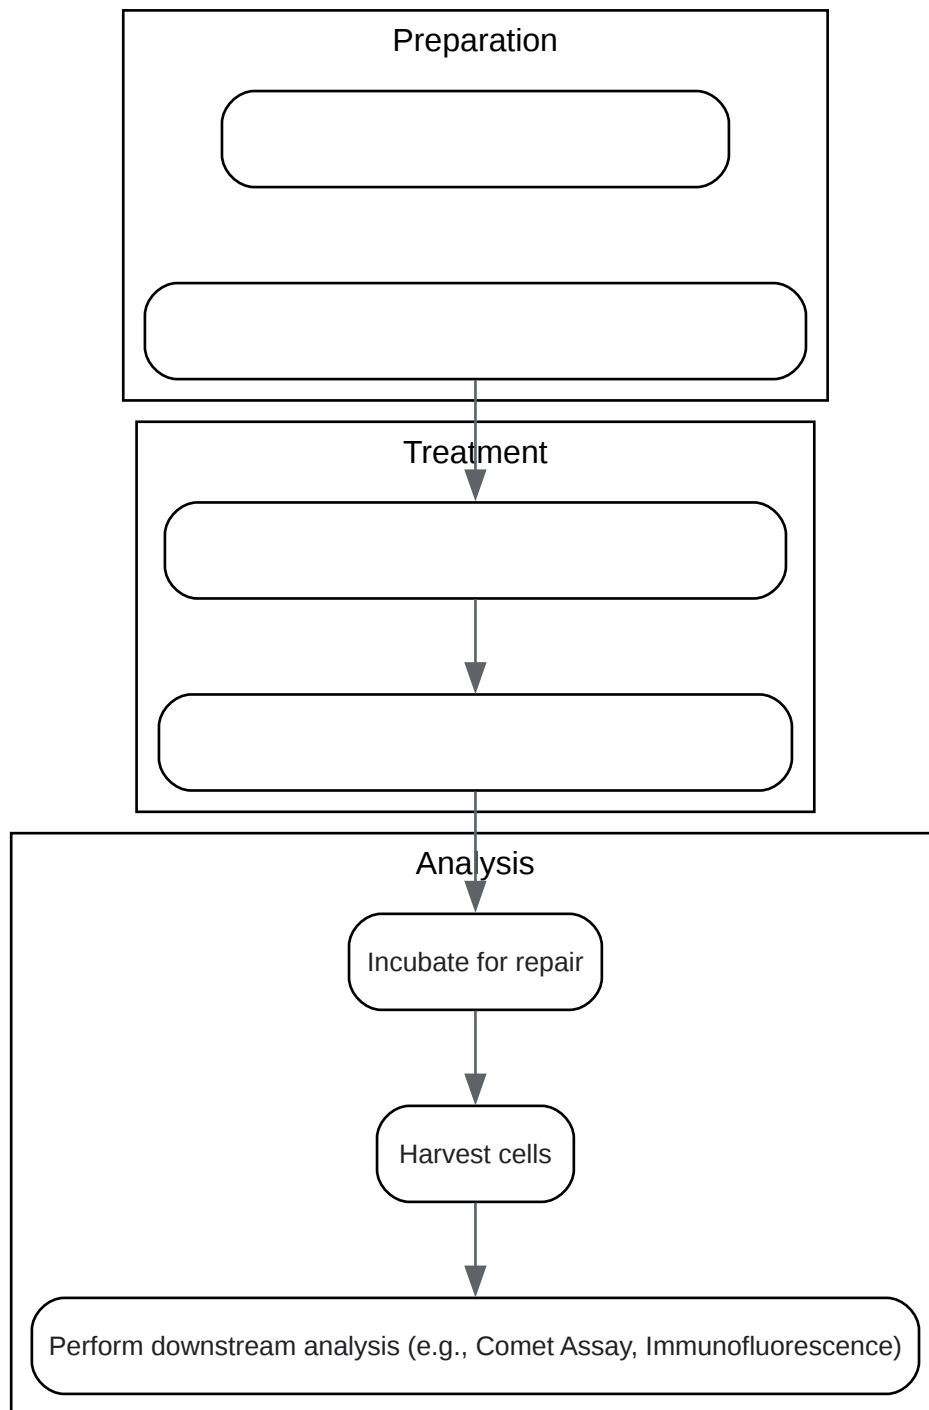 Preparation
Treatment
Analysis
Incubate for repair
Harvest cells
Perform downstream analysis (e.g., Comet Assay, Immunofluorescence)